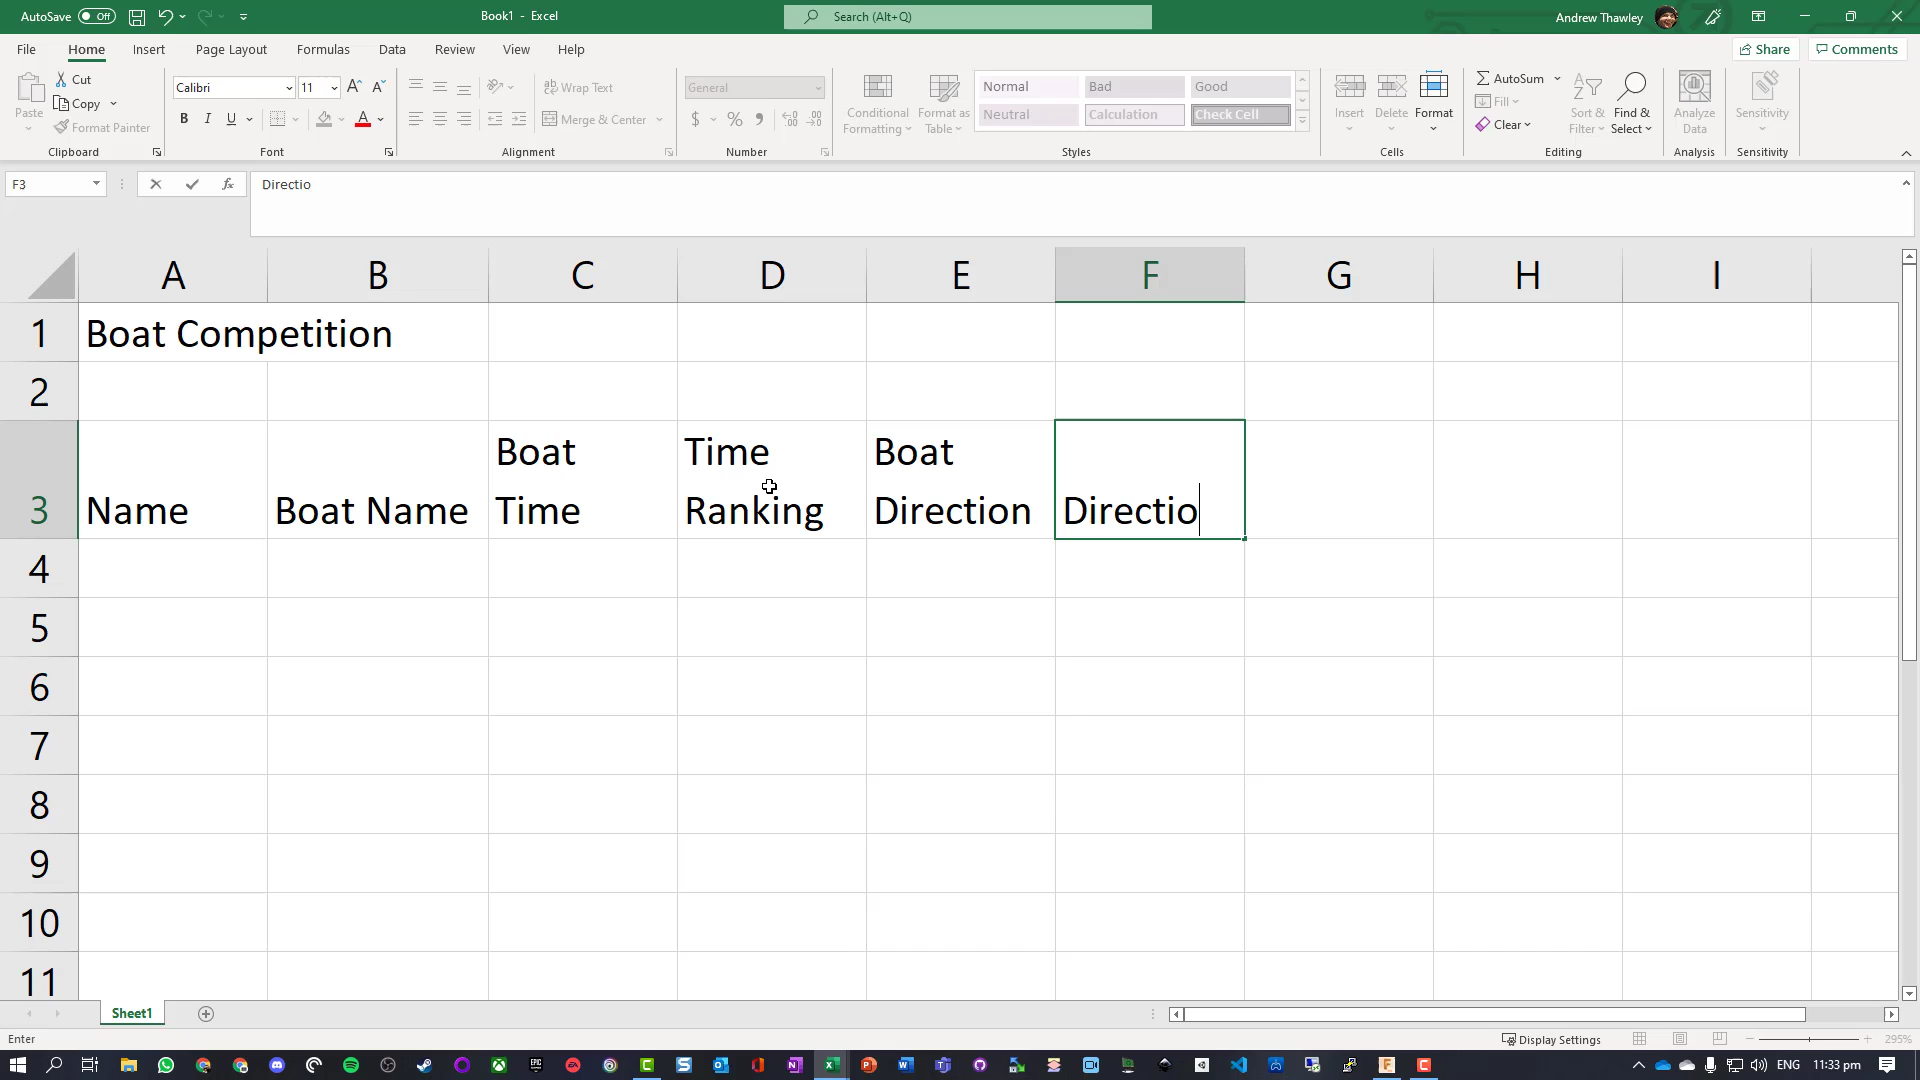 AutoSave Off
Book1 - Excel
Search (Alt+Q)
Andrew Thawley
File Home Insert Page Layout Formulas Data Review View Help
Share Comments
Paste
Cut
Copy
Format Painter
Clipboard
Calibri 11
A A
B I U A
Font
Wrap Text
Merge & Center
Alignment
General
$ % 9
Number
Conditional Formatting
Format as Table
Normal Bad Good
Neutral Calculation Check Cell
Styles
Insert Delete Format
Cells
AutoSum
Fill
Clear
Sort & Filter
Find & Select
Editing
Analyze Data
Analysis
Sensitivity
Sensitivity
F3
fx
Directio
A B C D E F G H I
1 Boat Competition
2
3 Name Boat Name Boat Time Time Ranking Boat Direction Directio
4
5
6
7
8
9
10
11
Sheet1
Enter
Display Settings
295%
ENG
11:33 pm